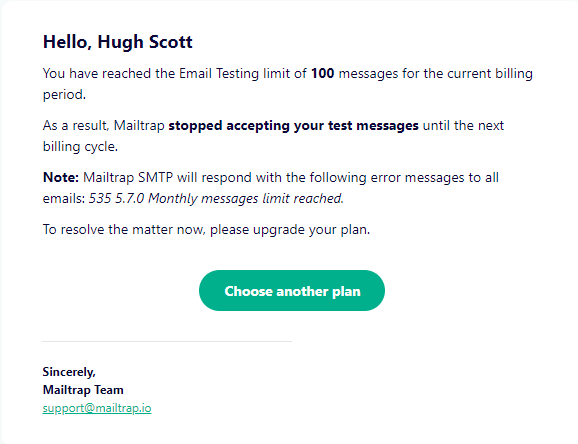 Hello, Hugh Scott
You have reached the Email Testing limit of 100 messages for the current billing
period.
As a result, Mailtrap stopped accepting your test messages until the next
billing cycle.
Note: Mailtrap SMTP will respond with the following error messages to all
emails: 535 5.7.0 Monthly messages limit reached.
To resolve the matter now, please upgrade your plan.
Choose another plan
Sincerely,
Mailtrap Team
support@mailtrap.io